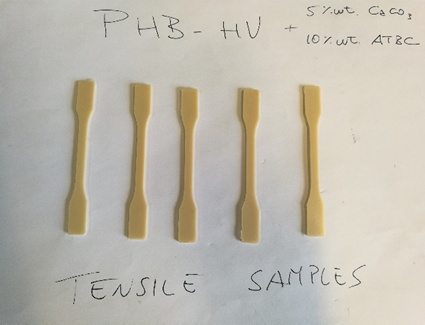 PHB-HV + 5%wt. CaCO3
10%wt. ATBC
TENSILE SAMPLES